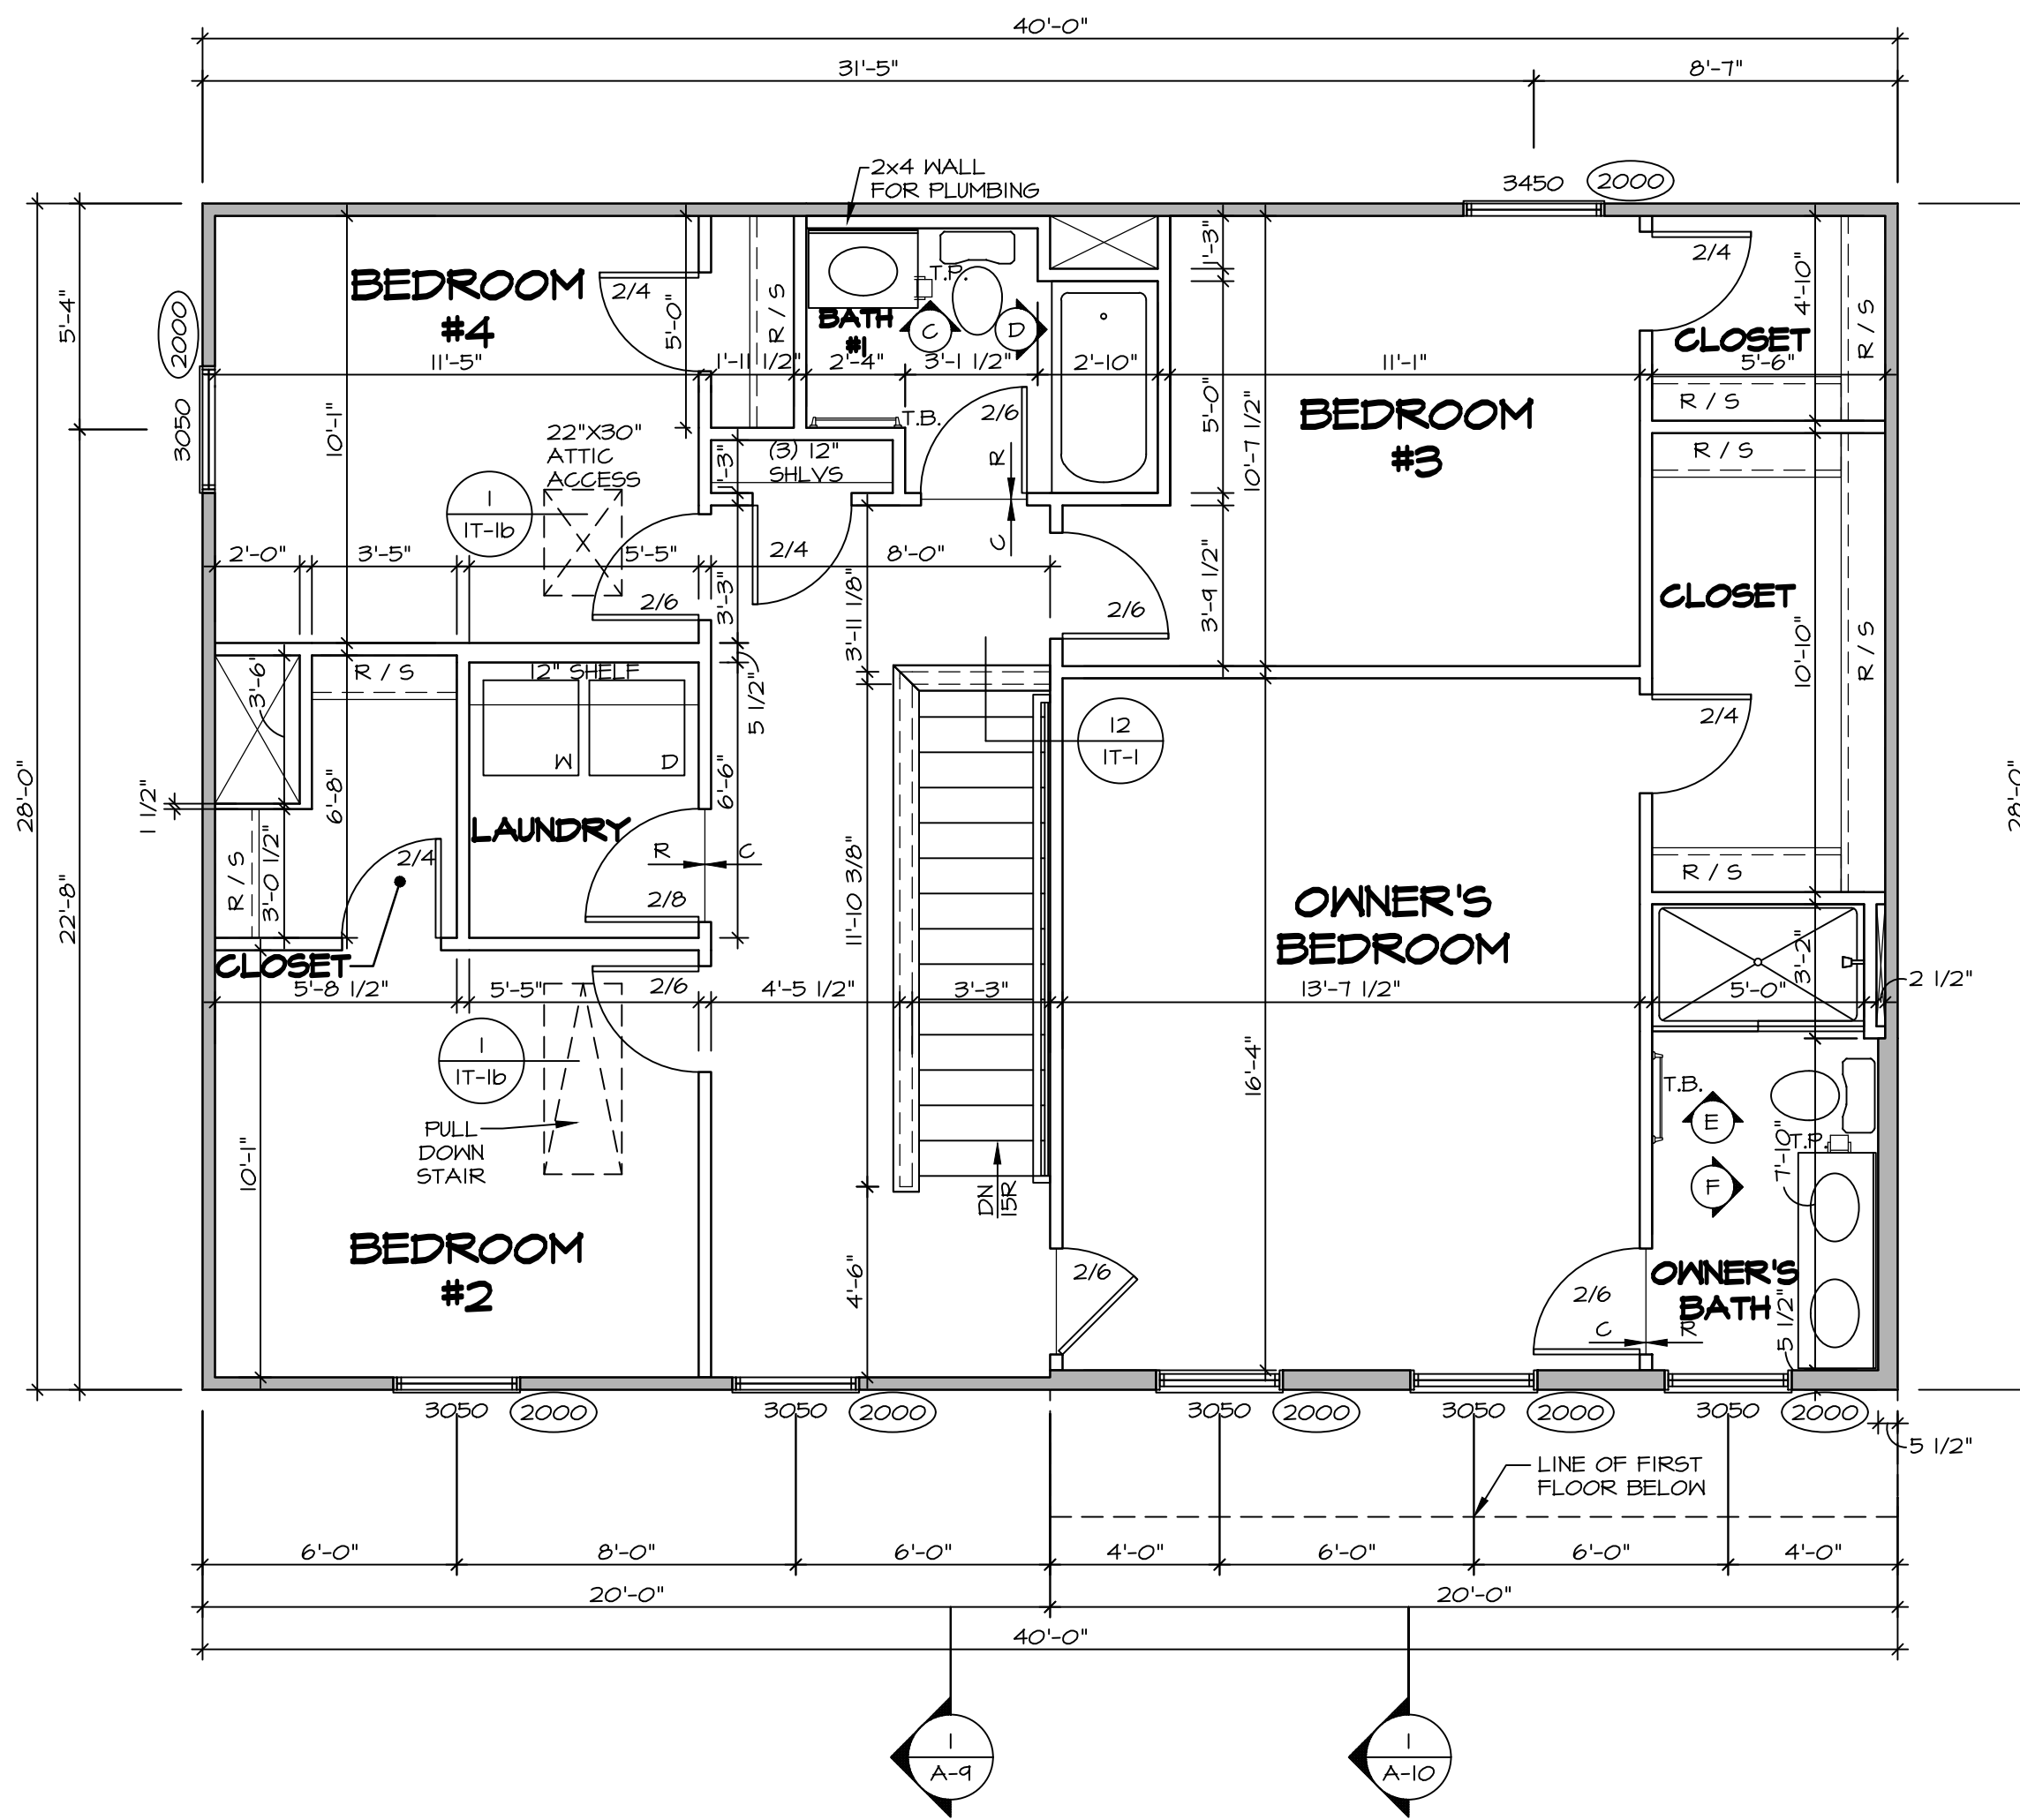 40'-0"
31'-5"
8'-7"
2x4 WALL
FOR PLUMBING
3450
2000
BEDROOM
#4
2/4
5'-0"
R / S
T.P.
BATH
#1
C
D
1'-3"
2/4
4'-10"
CLOSET
R / S
5'-4"
2000
3050
11'-5"
1'-11 1/2"
2'-4"
3'-1 1/2"
2'-10"
11'-1"
5'-6"
10'-1"
22"X30"
ATTIC
ACCESS
T.B.
2/6
5'-0"
10'-7 1/2"
BEDROOM
#3
R / S
R / S
(3) 12"
SHLVS
1'-3"
R
C
1
IT-1b
2'-0"
3'-5"
5'-5"
2/4
8'-0"
2/6
3'-3"
3'-11 1/8"
2/6
3'-9 1/2"
CLOSET
10'-10"
R / S
3'-6"
R / S
12" SHELF
5 1/2"
W
D
12
IT-1
2/4
28'-0"
28'-0"
1 1/2"
6'-8"
6'-6"
LAUNDRY
R
C
2/4
2/8
R / S
3'-0 1/2"
22'-8"
11'-10 3/8"
R / S
OWNER'S
BEDROOM
CLOSET
5'-8 1/2"
5'-5"
2/6
4'-5 1/2"
3'-3"
13'-7 1/2"
3'-2"
5'-0"
2 1/2"
1
IT-1b
PULL
DOWN
STAIR
10'-1"
16'-4"
T.B.
E
T.P.
F
7'-10"
DN
15R
BEDROOM
#2
4'-6"
2/6
2/6
C
R
OWNER'S
BATH
5 1/2"
3050
2000
3050
2000
3050
2000
3050
2000
3050
2000
5 1/2"
LINE OF FIRST
FLOOR BELOW
6'-0"
8'-0"
6'-0"
4'-0"
6'-0"
6'-0"
4'-0"
20'-0"
20'-0"
40'-0"
1
A-9
1
A-10